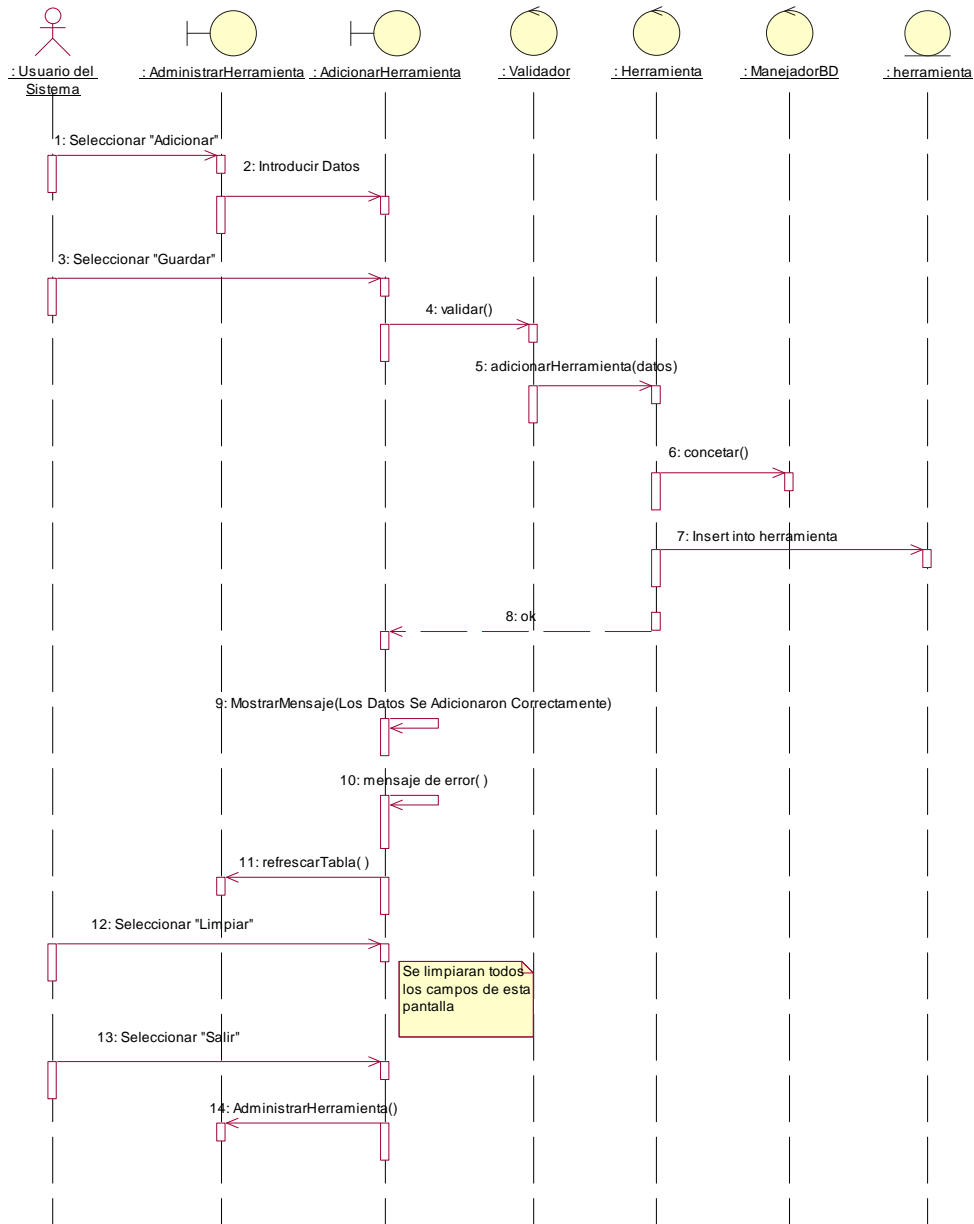 : Usuario del
Sistema
: AdministrarHerramienta
: AdicionarHerramienta
: Validador
: Herramienta
: ManejadorBD
: herramienta
1: Seleccionar "Adicionar"
2: Introducir Datos
3: Seleccionar "Guardar"
4: validar()
5: adicionarHerramienta(datos)
6: concetar()
7: Insert into herramienta
8: ok
9: MostrarMensaje(Los Datos Se Adicionaron Correctamente)
10: mensaje de error( )
11: refrescarTabla( )
12: Seleccionar "Limpiar"
Se limpiaran todos
los campos de esta
pantalla
13: Seleccionar "Salir"
14: AdministrarHerramienta()